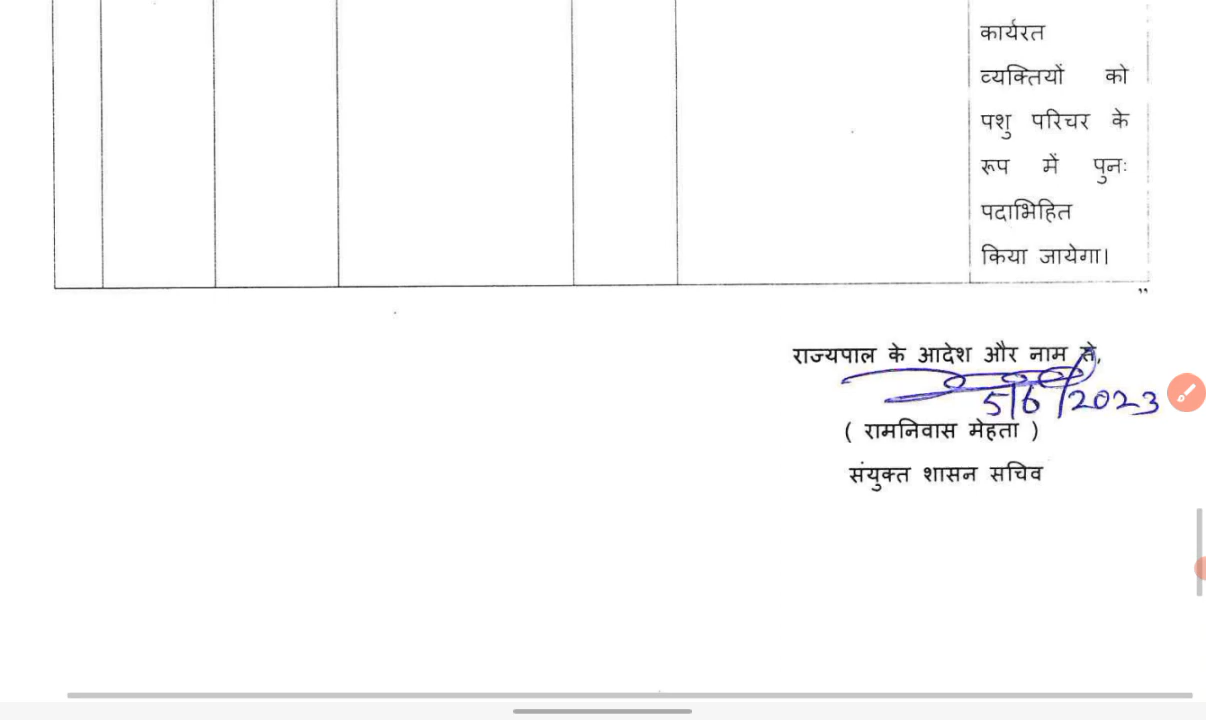 कार्यरत
व्यक्तियों को
पशु परिचर के
रूप में पुनः
पदाभिहित
किया जायेगा।
"
राज्यपाल के आदेश और नाम से,
5/6/2023
( रामनिवास मेहता )
संयुक्त शासन सचिव